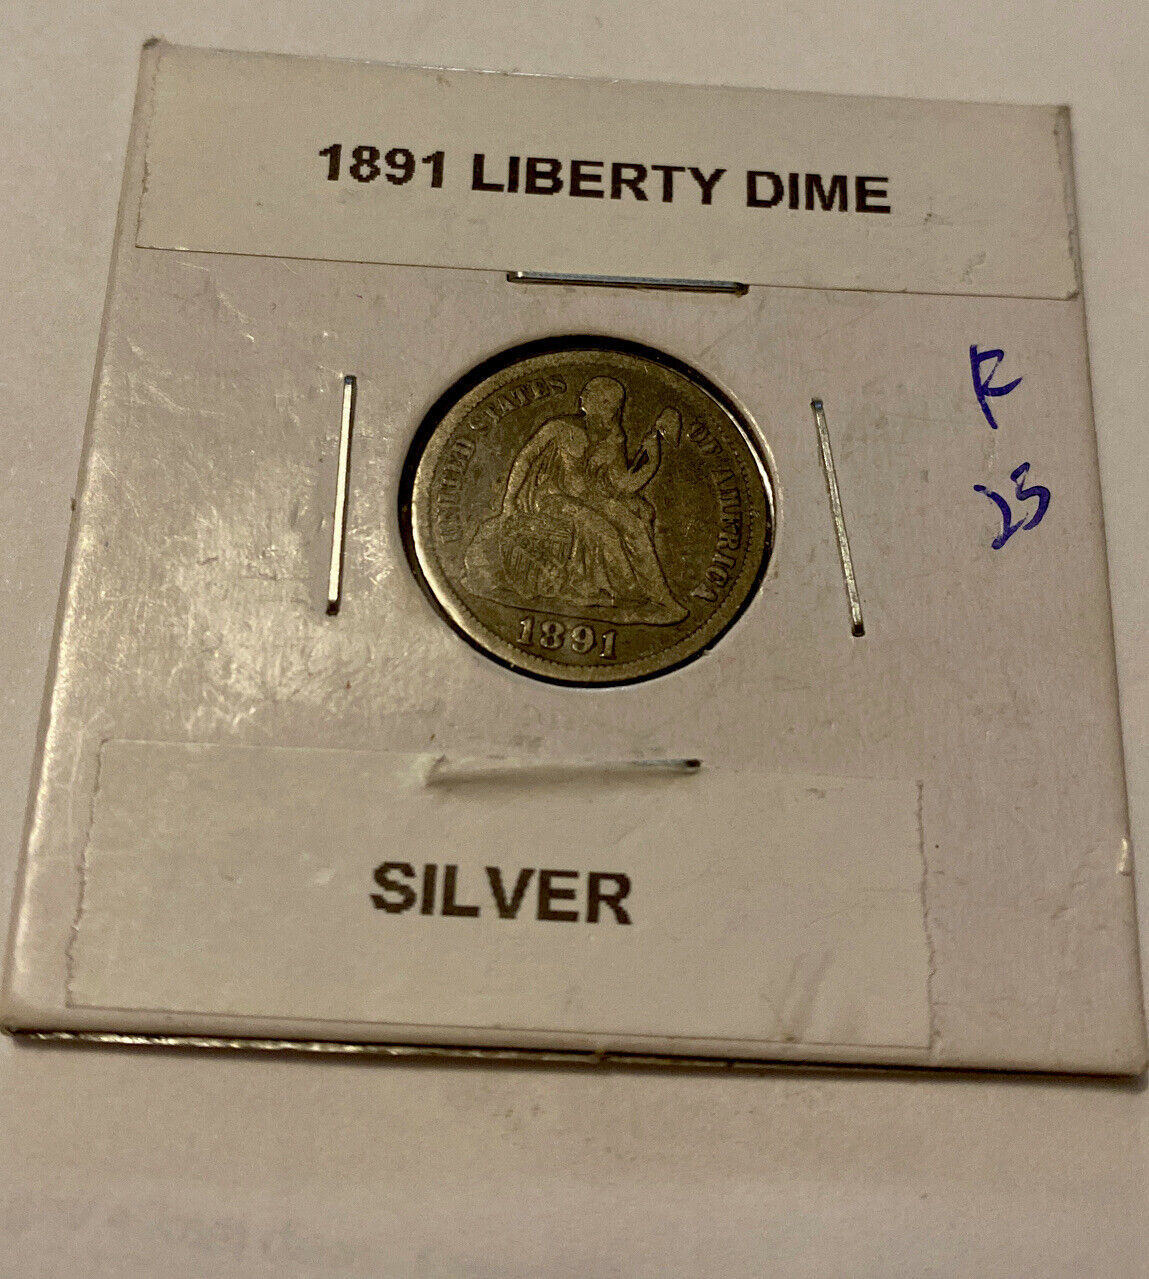 1891 LIBERTY DIME
F
25
UNITED STATES OF AMERICA
1891
SILVER